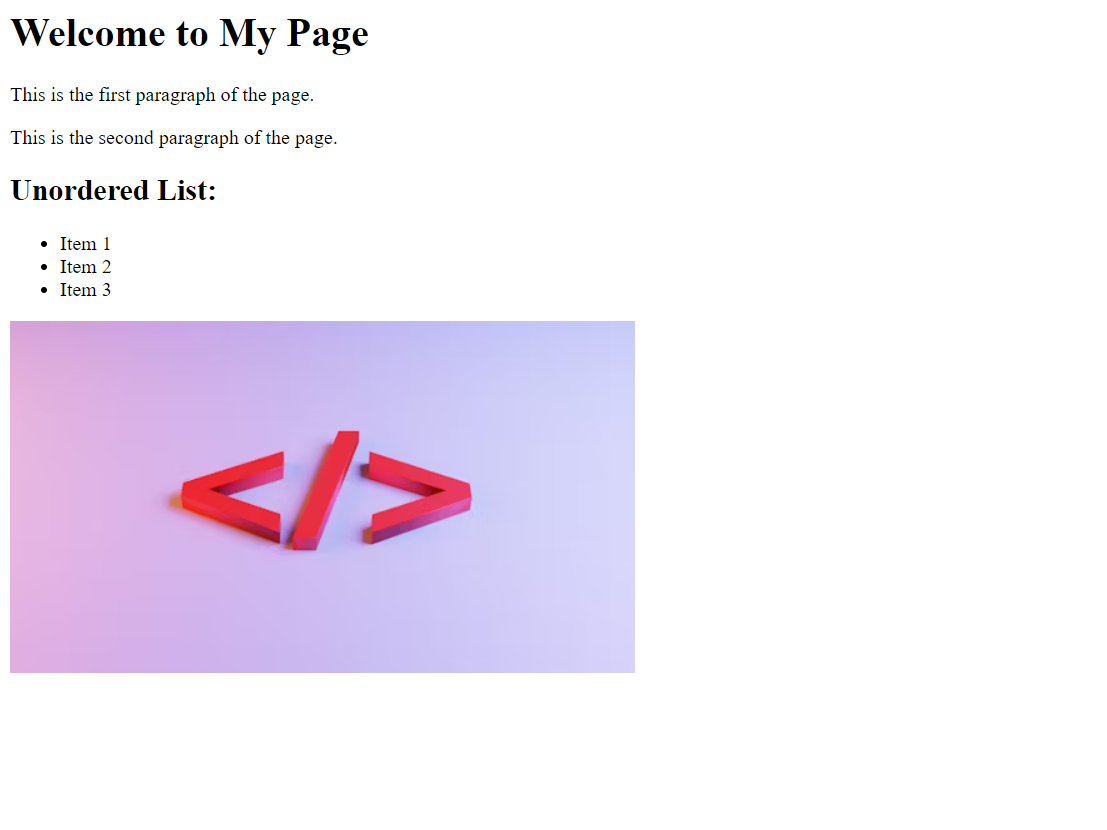 Welcome to My Page
This is the first paragraph of the page.
This is the second paragraph of the page.
Unordered List:
• Item 1
• Item 2
• Item 3
</>